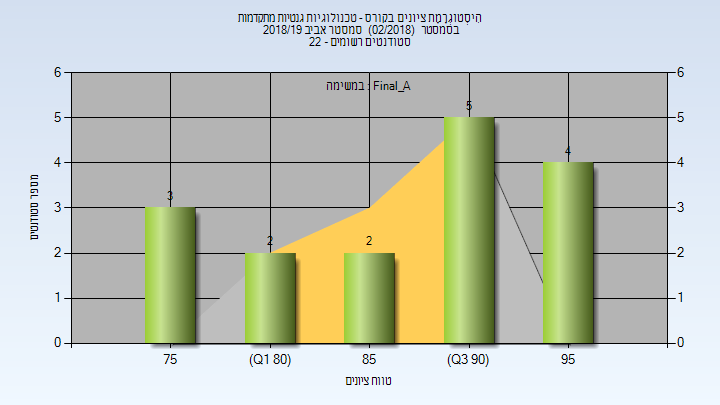 היסטוגרמת ציונים בקורס - טכנולוגיות גנטיות מתקדמות
בסמסטר (02/2018) סמסטר אביב 2018/19
סטודנטים רשומים - 22
במשימה : Final_A
6 6
5 5
5
4 4
4
3 3
3
2 2
2 2
1 1
0 0
75 (Q1 80) 85 (Q3 90) 95
מספר סטודנטים
טווח ציונים